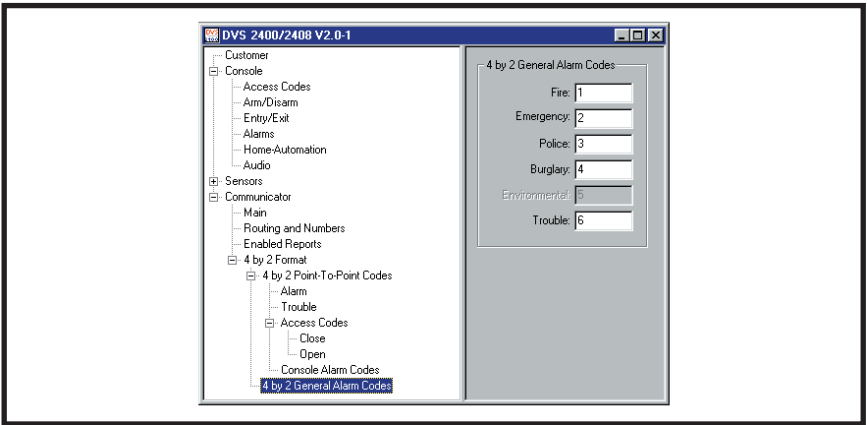 DVS 2400/2408 V2.0-1
Customer
Console
Access Codes
Arm/Disarm
Entry/Exit
Alarms
Home-Automation
Audio
Sensors
Communicator
Main
Routing and Numbers
Enabled Reports
4 by 2 Format
4 by 2 Point-To-Point Codes
Alarm
Trouble
Access Codes
Close
Open
Console Alarm Codes
4 by 2 General Alarm Codes
4 by 2 General Alarm Codes
Fire: 1
Emergency: 2
Police: 3
Burglary: 4
Environmental: 5
Trouble: 6